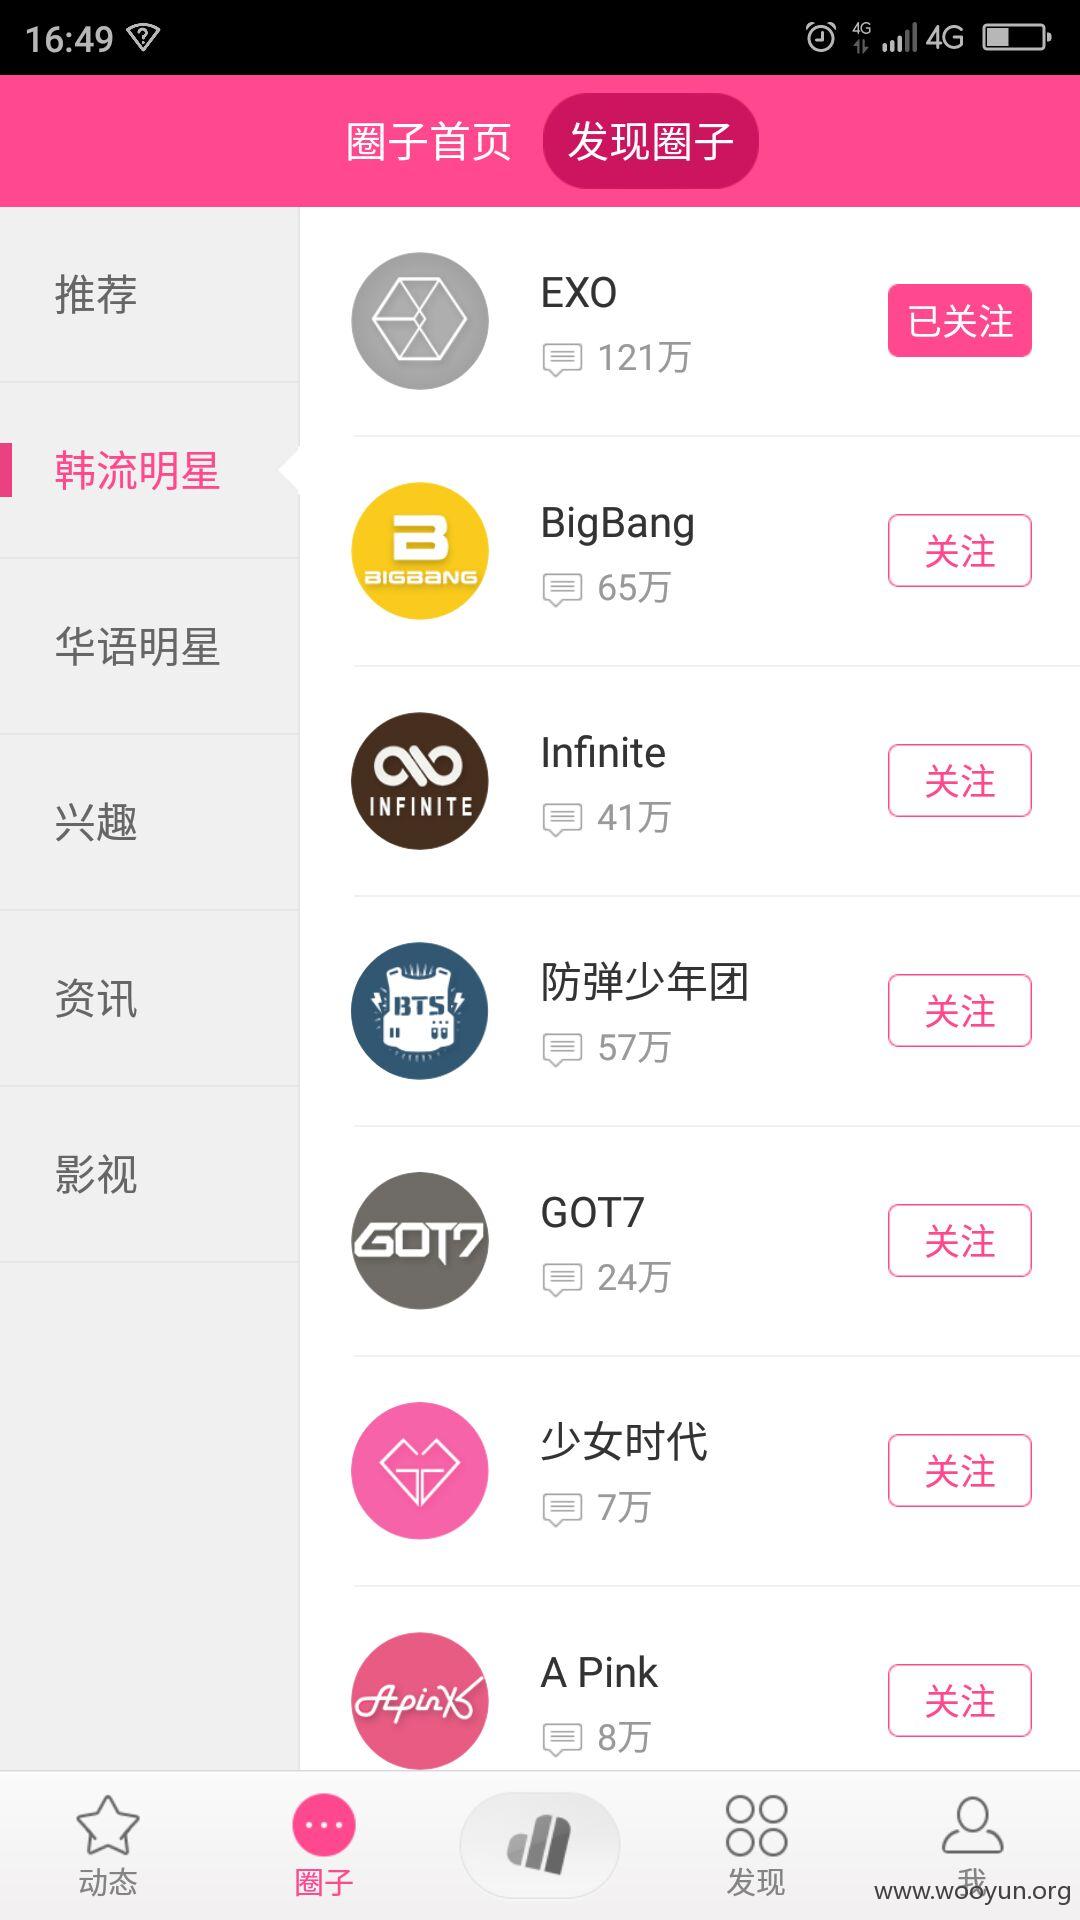 16:49
4G 4G
圈子首页 发现圈子
推荐
韩流明星
华语明星
兴趣
资讯
影视
EXO
121万
已关注
BIGBANG
BigBang
65万
关注
INFINITE
Infinite
41万
关注
BTS
防弹少年团
57万
关注
GOT7
GOT7
24万
关注
少女时代
7万
关注
Apink
A Pink
8万
关注
动态
圈子
发现
我
www.wooyun.org